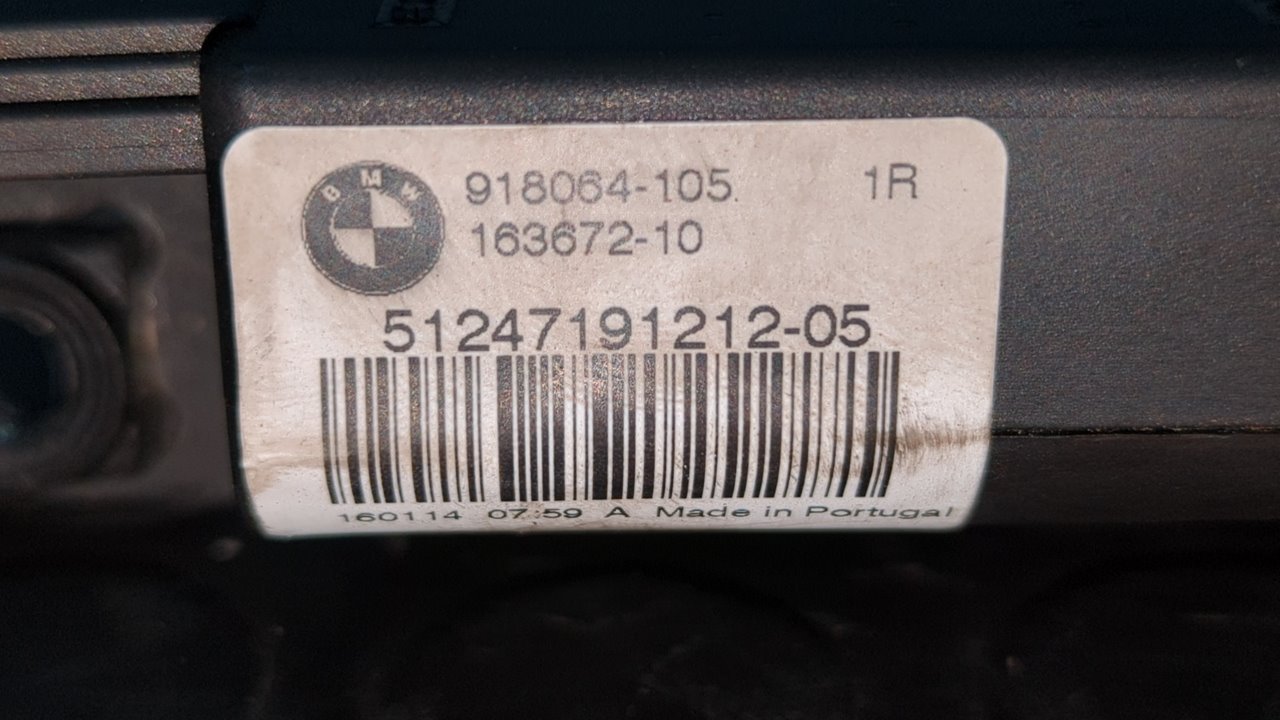 BMW
918064-105 1R
163672-10
51247191212-05
160114 07:59 A Made in Portugal